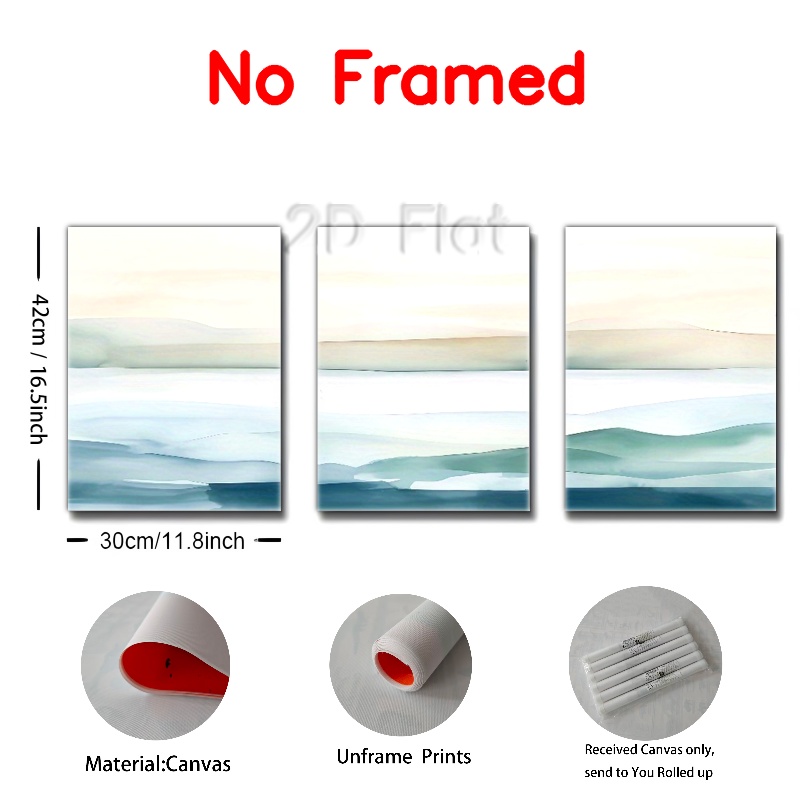 No Framed
2D Flat
42cm / 16.5inch
30cm/11.8inch
Material:Canvas
Unframe Prints
Received Canvas only,
send to You Rolled up